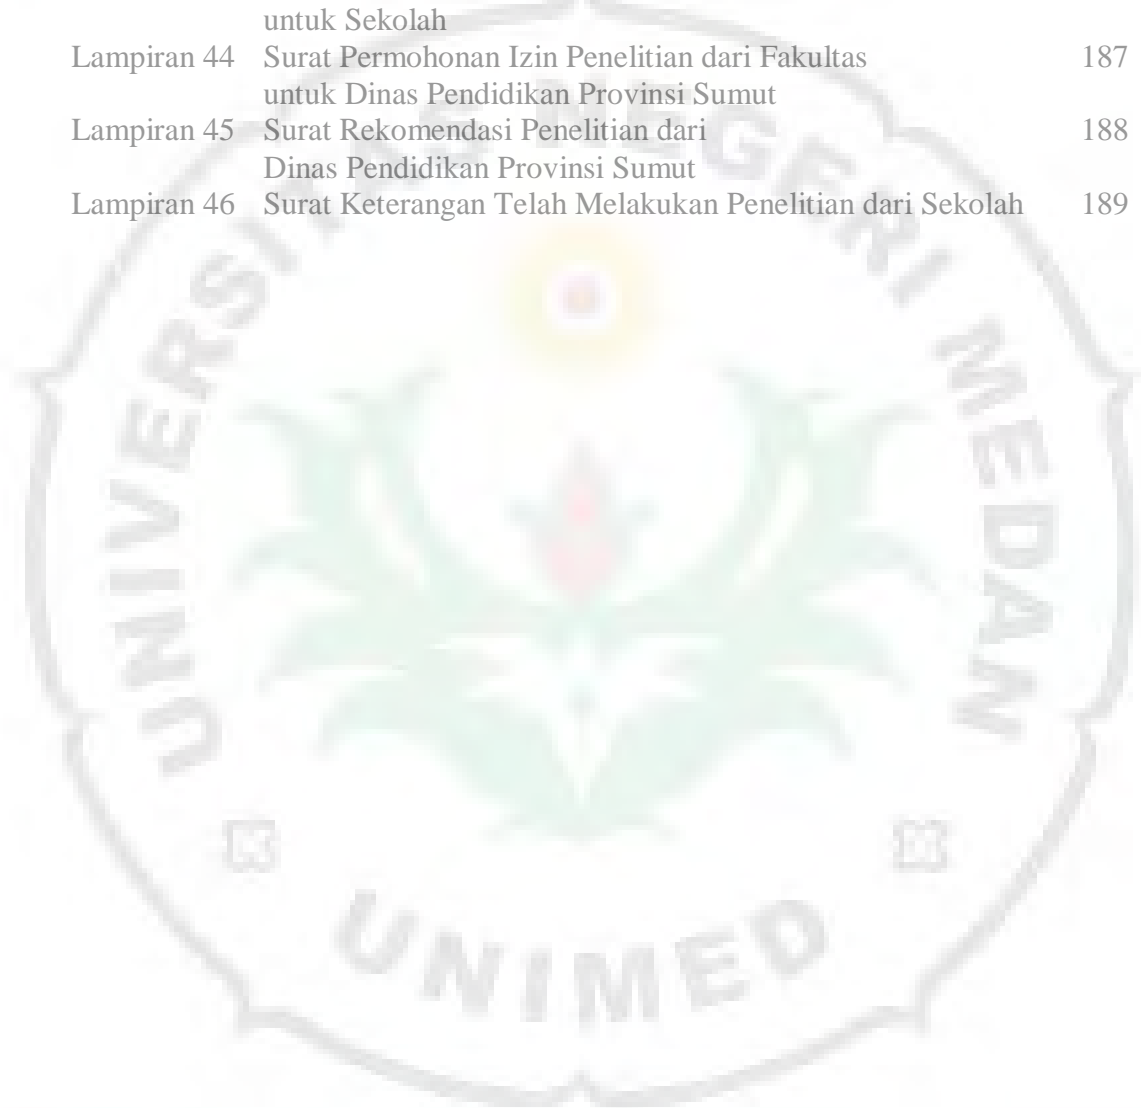 untuk Sekolah
Lampiran 44 Surat Permohonan Izin Penelitian dari Fakultas 187
untuk Dinas Pendidikan Provinsi Sumut
Lampiran 45 Surat Rekomendasi Penelitian dari 188
Dinas Pendidikan Provinsi Sumut
Lampiran 46 Surat Keterangan Telah Melakukan Penelitian dari Sekolah 189
UNIVERSITAS NEGERI MEDAN
UNIMED